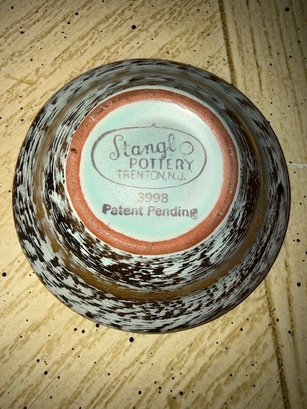 Stangl
POTTERY
TRENTON, N.J.
3998
Patent Pending